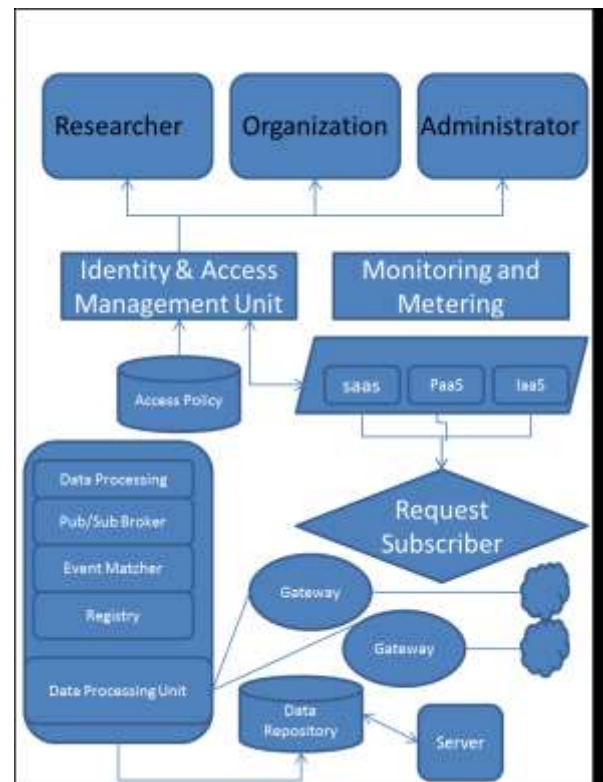 Researcher
Organization
Administrator
Identity & Access
Management Unit
Monitoring and
Metering
Access Policy
saas
PaaS
IaaS
Data Processing
Pub/Sub Broker
Event Matcher
Registry
Data Processing Unit
Request
Subscriber
Gateway
Gateway
Data
Repository
Server